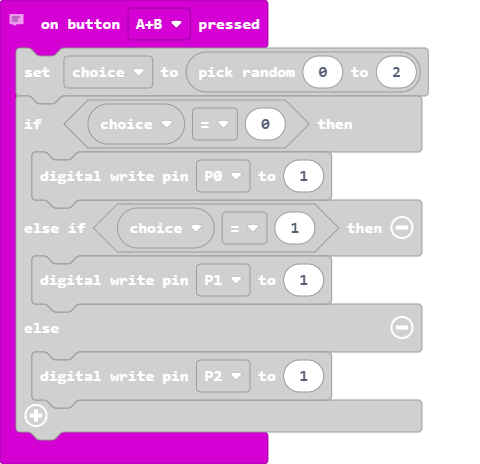 on button A+B pressed
set choice to pick random 0 to 2
if choice = 0 then
digital write pin P0 to 1
else if choice = 1 then
digital write pin P1 to 1
else
digital write pin P2 to 1